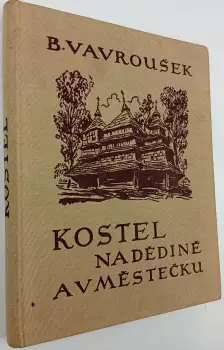 B. VAVROUŠEK
KOSTEL
NA DĚDINĚ
A V MĚSTEČKU
KOSTEL